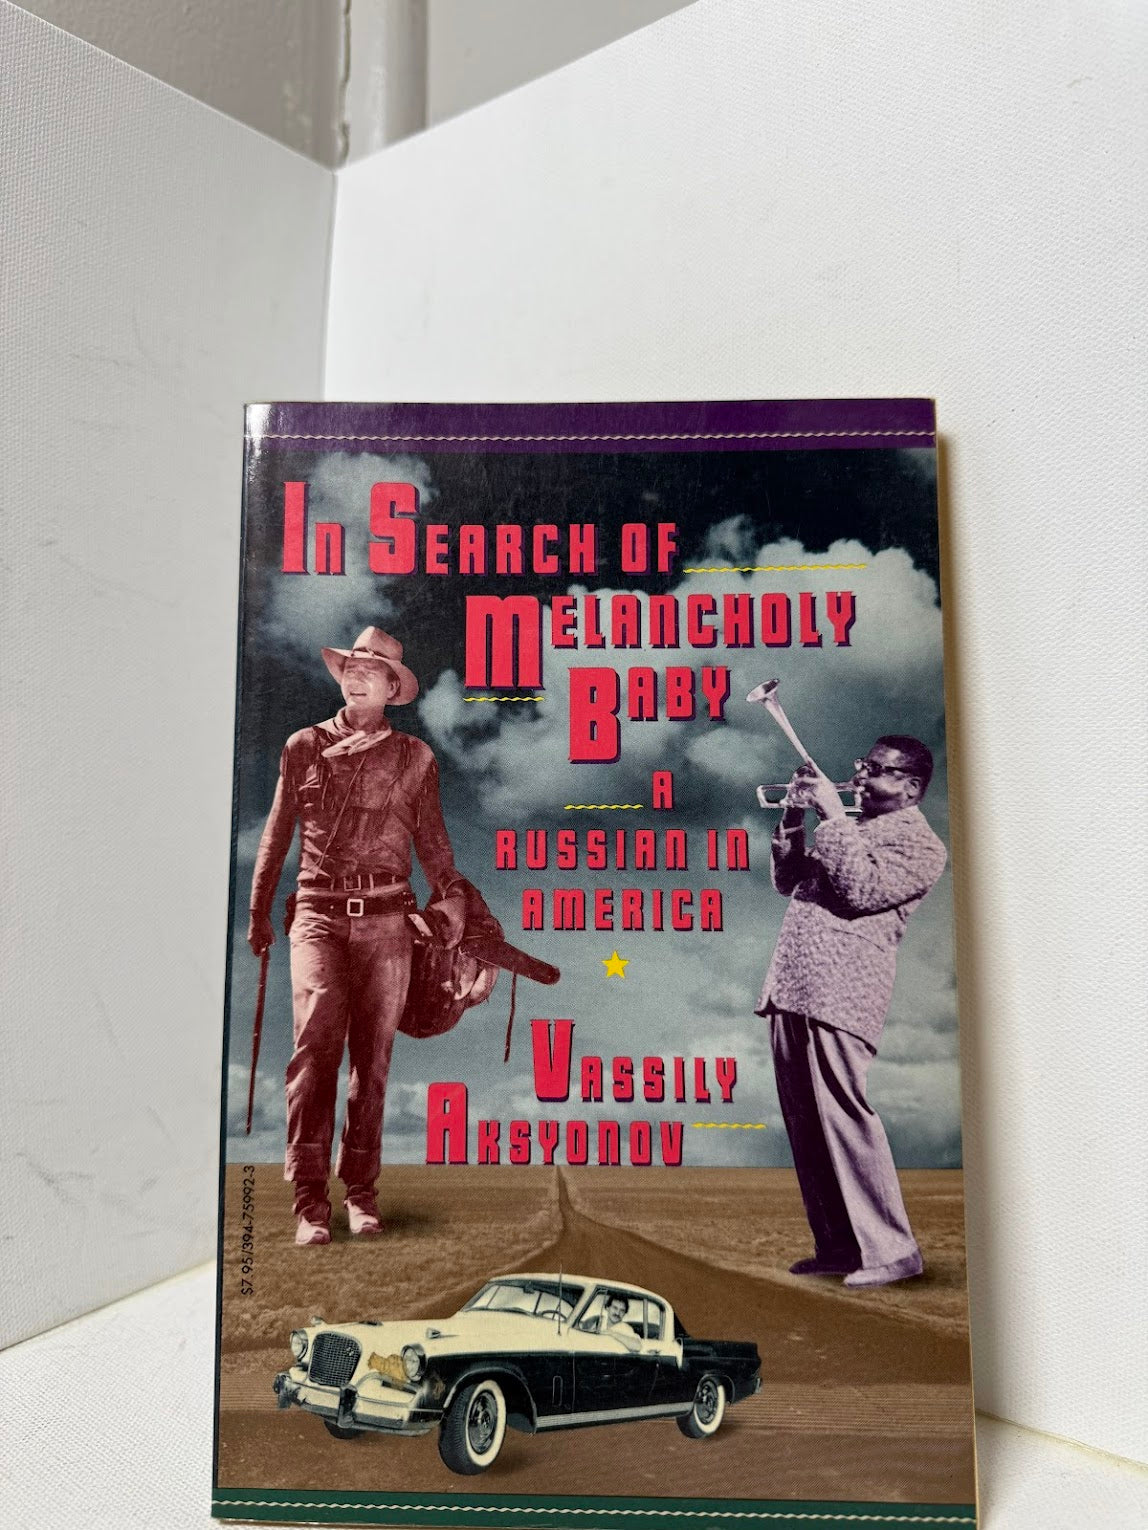 In Search of
Melancholy
Baby
A
Russian in
America
Vassily
Aksyonov
$7.95/394-75992-3